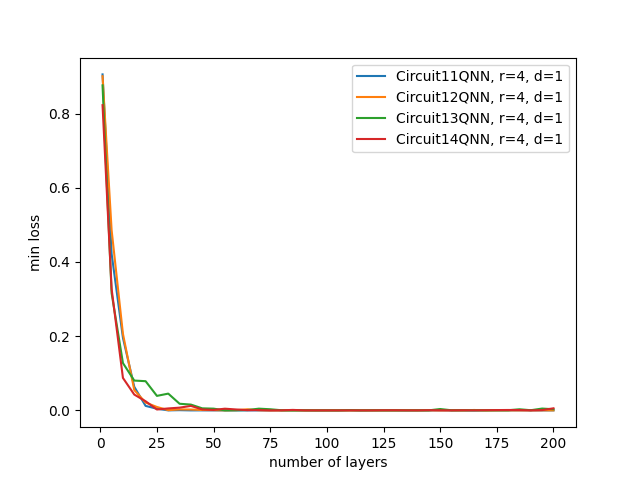 Circuit11QNN, r=4, d=1
Circuit12QNN, r=4, d=1
Circuit13QNN, r=4, d=1
Circuit14QNN, r=4, d=1
min loss
0.8
0.6
0.4
0.2
0.0
0 25 50 75 100 125 150 175 200
number of layers